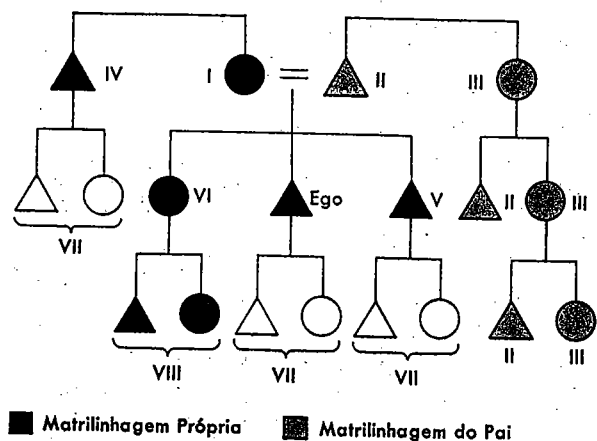 IV I II III
VI Ego V II III
VII
VIII VII VII II III
Matrilinhagem Própria Matrilinhagem do Pai